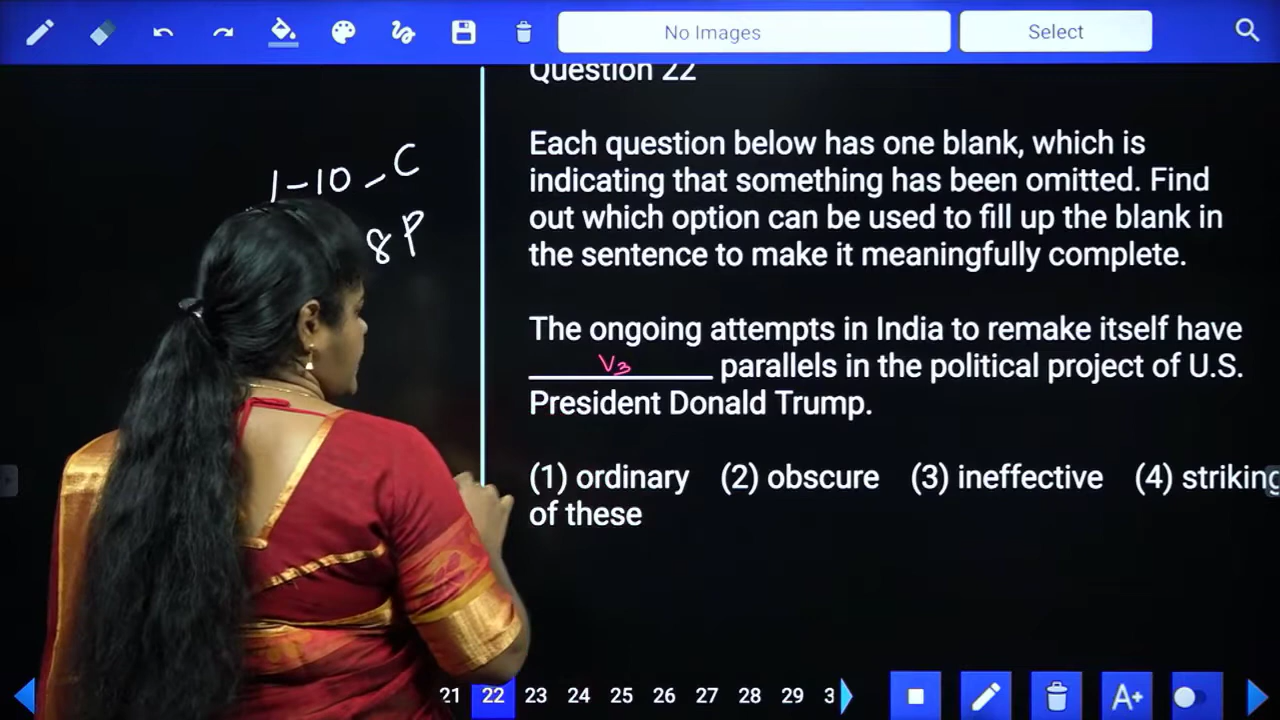 No Images
Select
Question 22
1-10 - C
8P
Each question below has one blank, which is
indicating that something has been omitted. Find
out which option can be used to fill up the blank in
the sentence to make it meaningfully complete.
The ongoing attempts in India to remake itself have
V3
____________ parallels in the political project of U.S.
President Donald Trump.
(1) ordinary (2) obscure (3) ineffective (4) striking
of these
21 22 23 24 25 26 27 28 29 3
A+